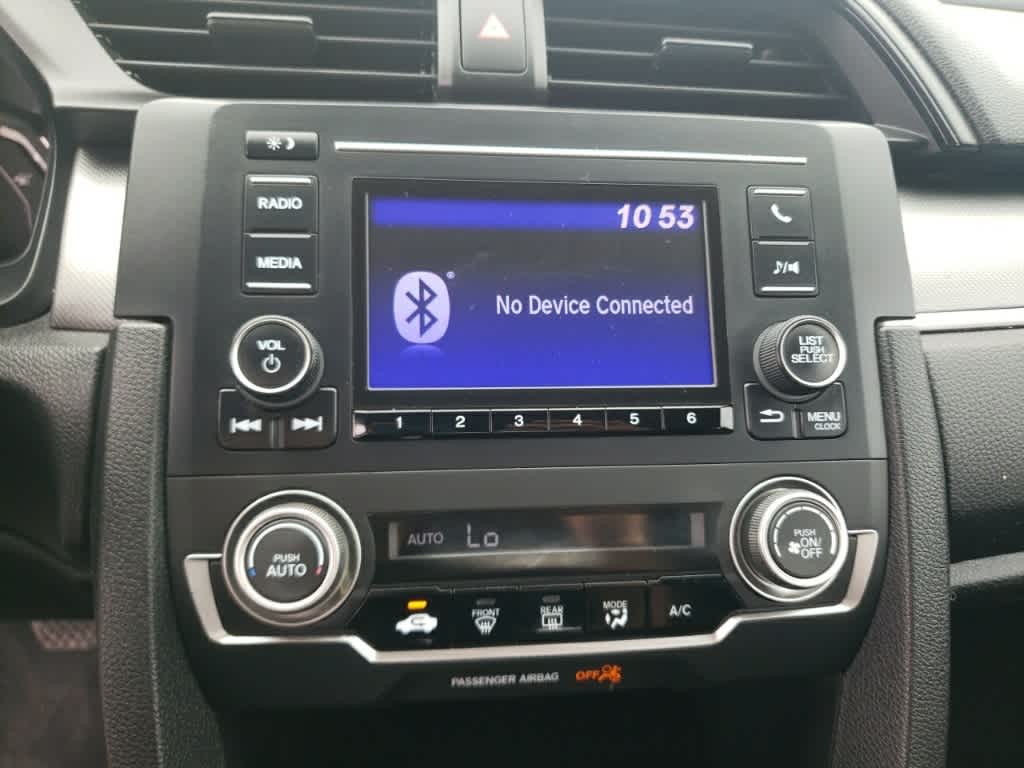 RADIO
10 53
MEDIA
No Device Connected
VOL
LIST
PUSH
SELECT
1 2 3 4 5 6
MENU
CLOCK
PUSH
AUTO
AUTO Lo
PUSH
ON/
OFF
FRONT
REAR
MODE
A/C
PASSENGER AIRBAG OFF